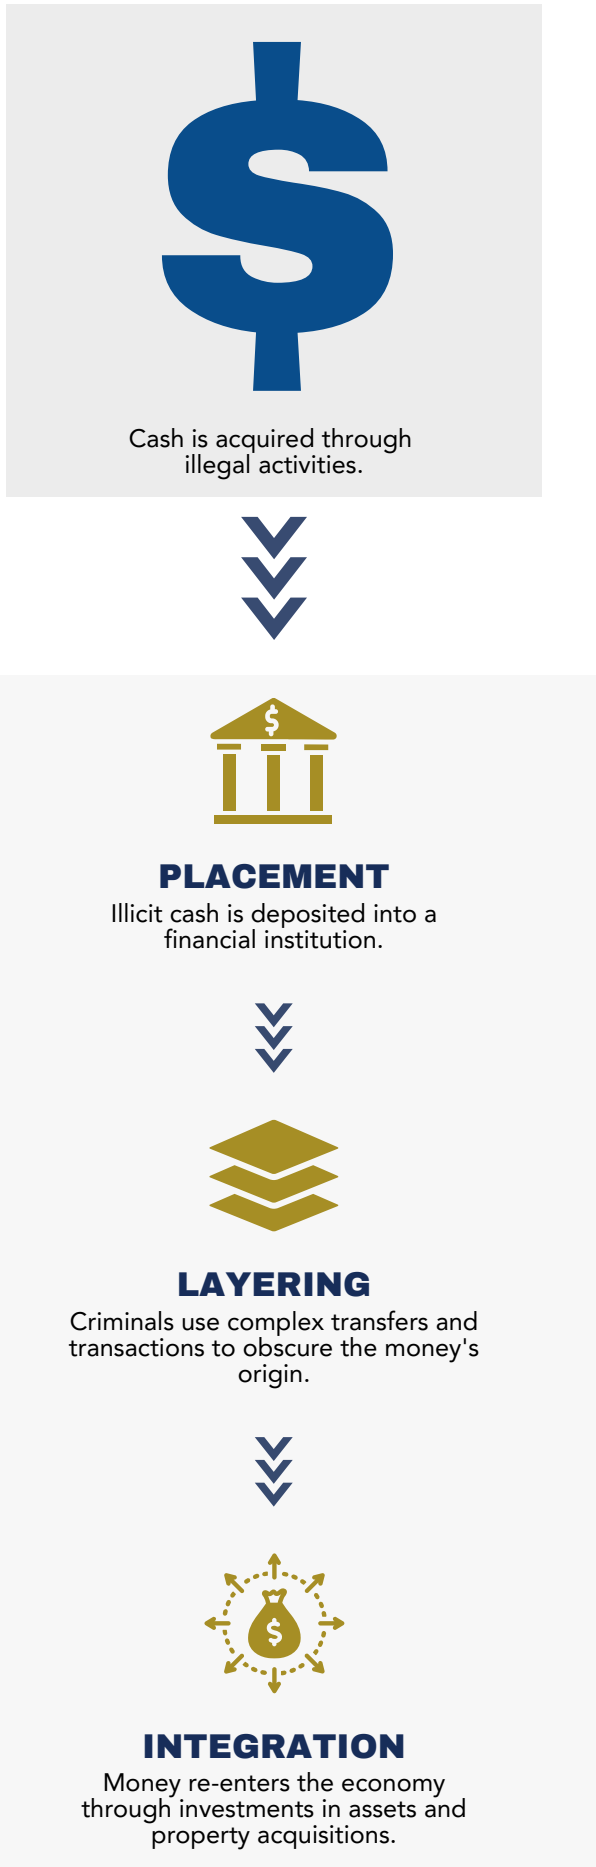 $
Cash is acquired through
illegal activities.
$
PLACEMENT
Illicit cash is deposited into a
financial institution.
LAYERING
Criminals use complex transfers and
transactions to obscure the money's
origin.
$
INTEGRATION
Money re-enters the economy
through investments in assets and
property acquisitions.